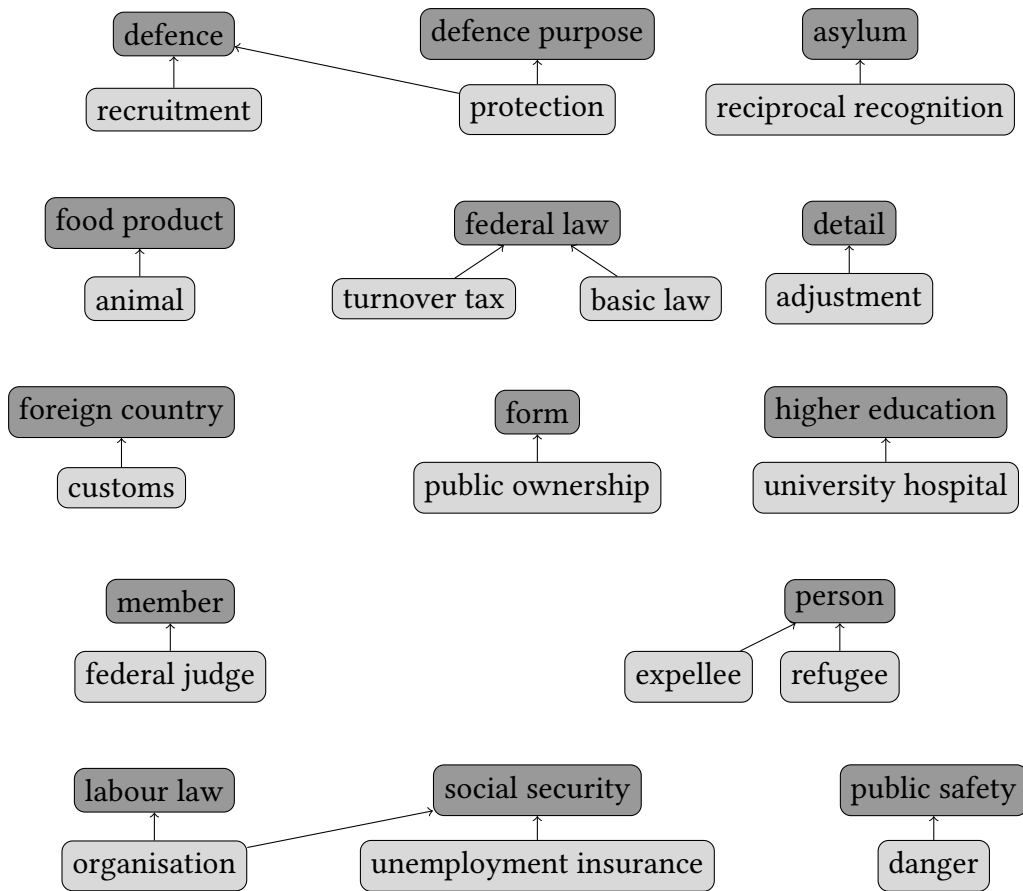 defence
defence purpose
asylum
recruitment
protection
reciprocal recognition
food product
federal law
detail
animal
turnover tax
basic law
adjustment
foreign country
form
higher education
customs
public ownership
university hospital
member
person
federal judge
expellee
refugee
labour law
social security
public safety
organisation
unemployment insurance
danger